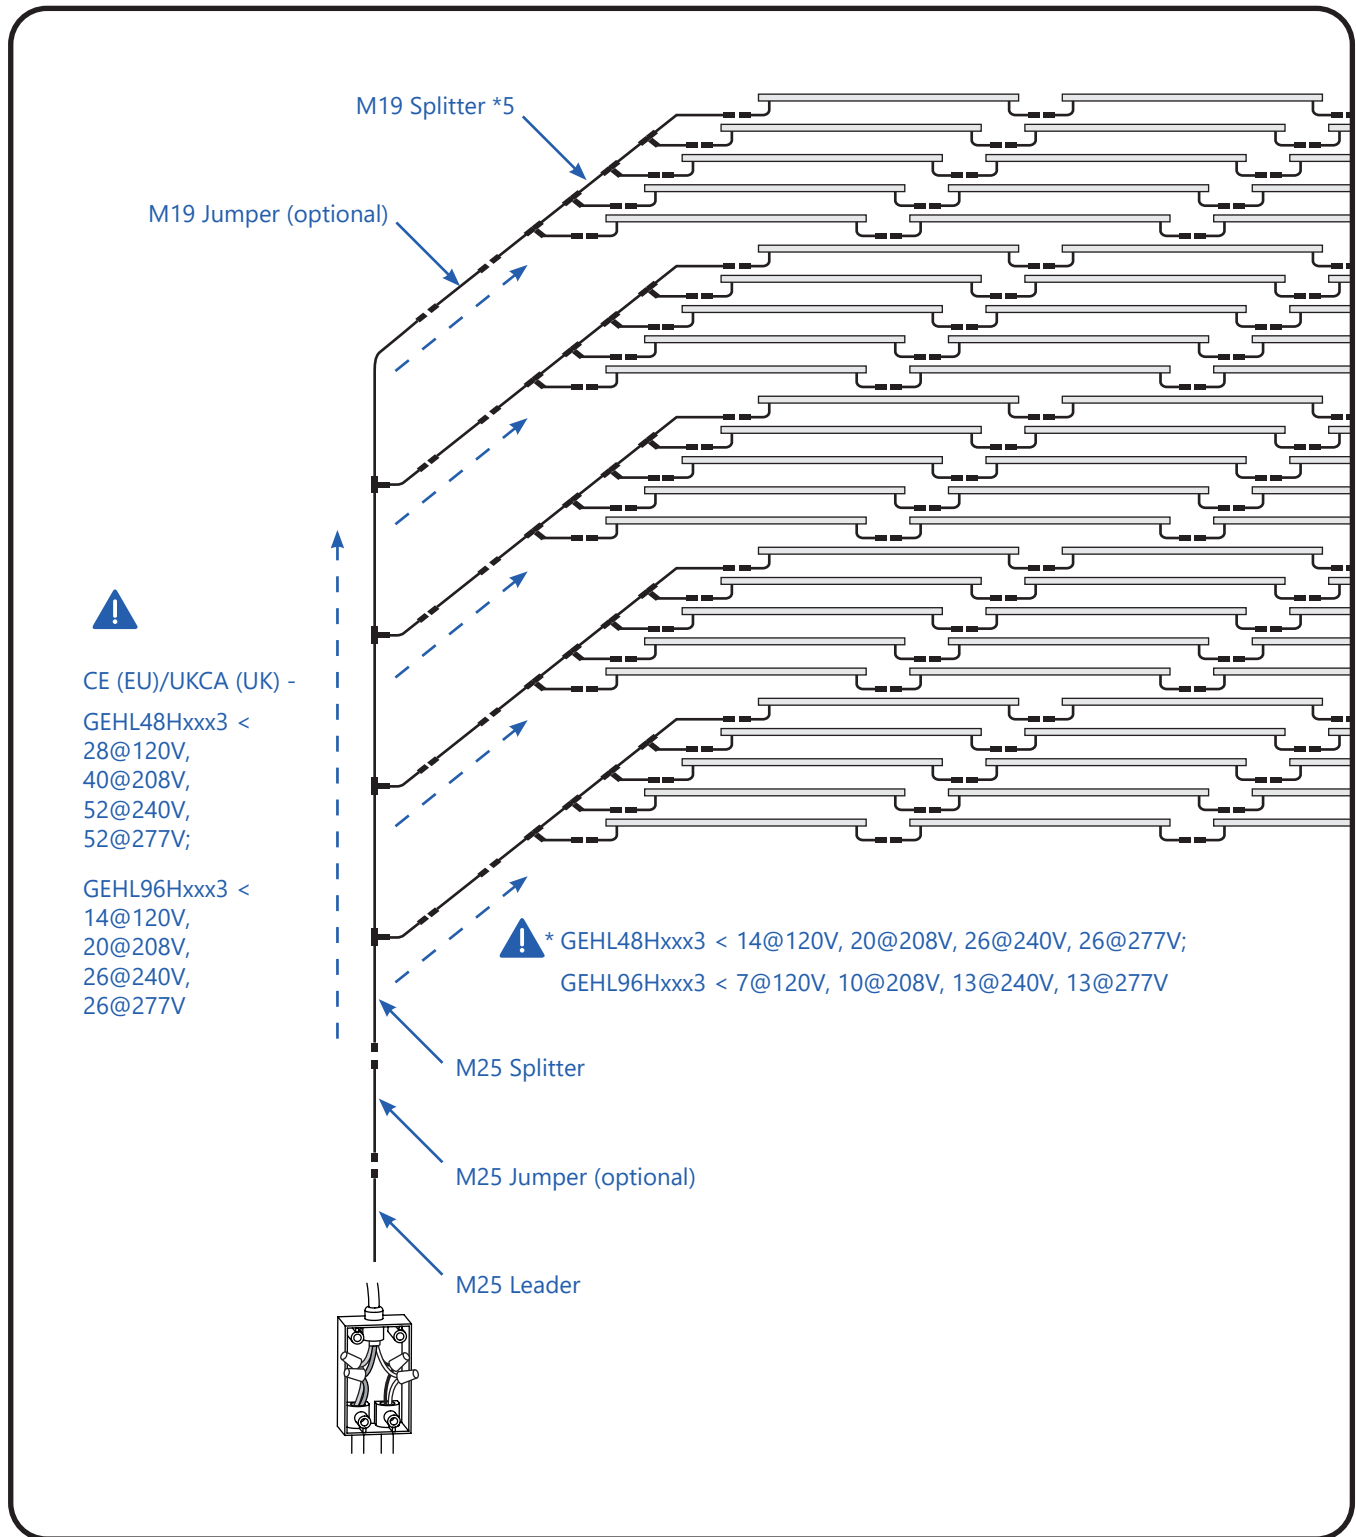 M19 Splitter *5
M19 Jumper (optional)
CE (EU)/UKCA (UK) -
GEHL48Hxxx3 <
28@120V,
40@208V,
52@240V,
52@277V;
GEHL96Hxxx3 <
14@120V,
20@208V,
26@240V,
26@277V
* GEHL48Hxxx3 < 14@120V, 20@208V, 26@240V, 26@277V;
GEHL96Hxxx3 < 7@120V, 10@208V, 13@240V, 13@277V
M25 Splitter
M25 Jumper (optional)
M25 Leader